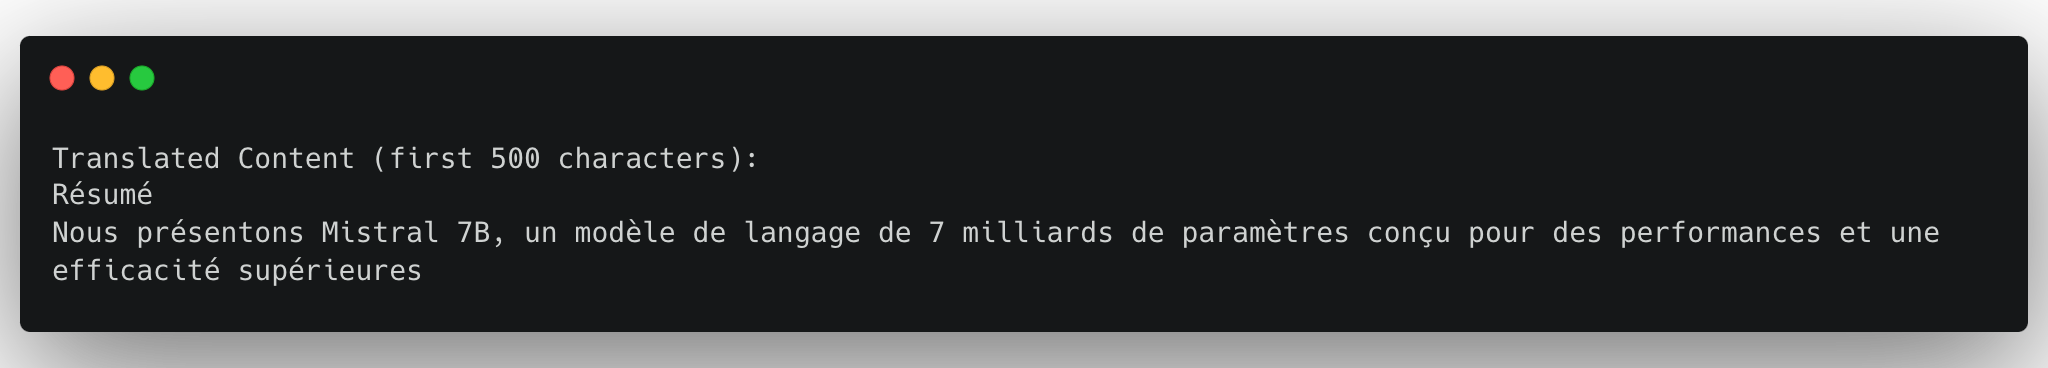 Translated Content (first 500 characters):
Résumé
Nous présentons Mistral 7B, un modèle de langage de 7 milliards de paramètres conçu pour des performances et une
efficacité supérieures